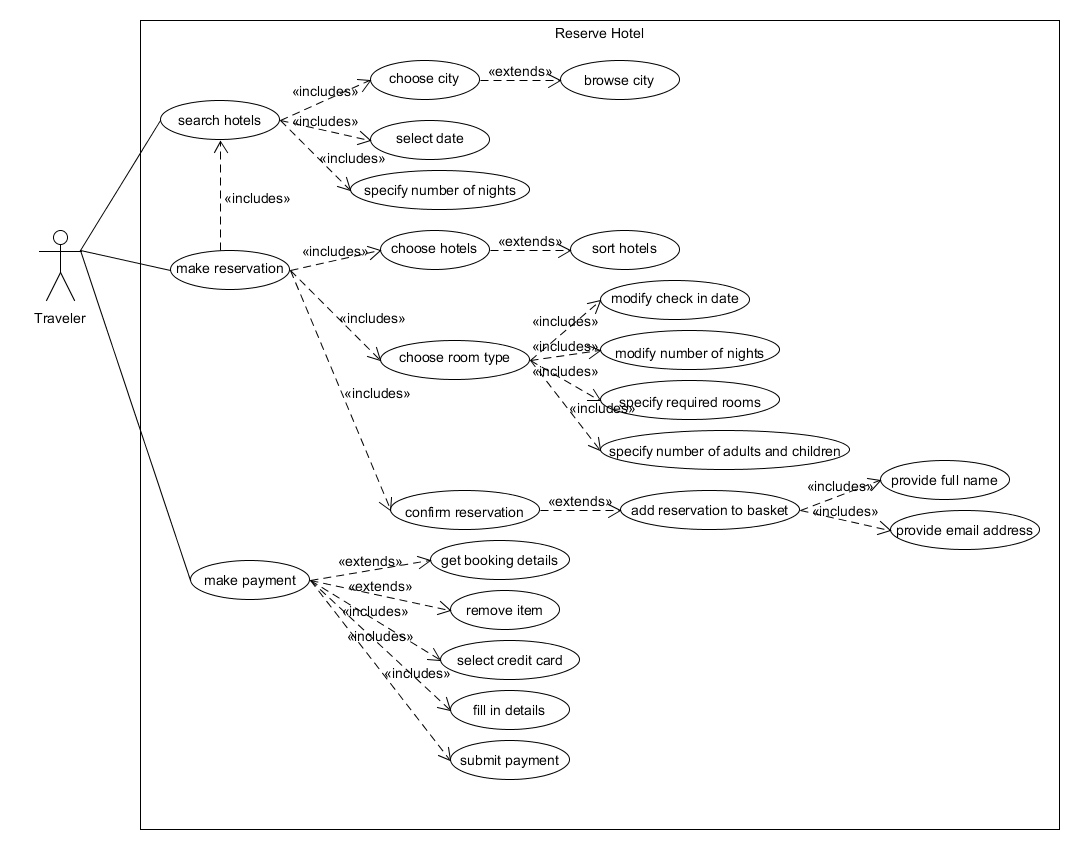 Reserve Hotel
choose city
«extends»
browse city
«includes»
search hotels
«includes»
select date
«includes»
specify number of nights
«includes»
make reservation
«includes»
choose hotels
«extends»
sort hotels
Traveler
«includes»
choose room type
«includes»
modify check in date
«includes»
modify number of nights
«includes»
specify required rooms
«includes»
specify number of adults and children
«includes»
confirm reservation
«extends»
add reservation to basket
«includes»
provide full name
«includes»
provide email address
make payment
«extends»
get booking details
«extends»
remove item
«includes»
select credit card
«includes»
fill in details
«includes»
submit payment